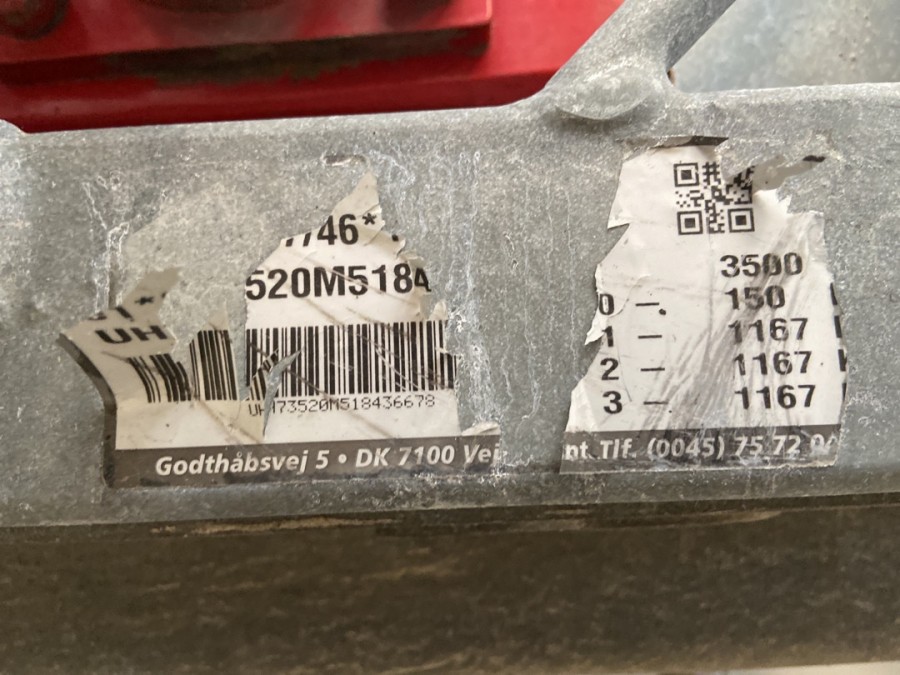 746*
520M5184
UH
UH73520M518436678
Godthåbsvej 5 • DK 7100
3500
0 – 150
1 – 1167
2 – 1167
3 – 1167
Tlf. (0045) 75 72